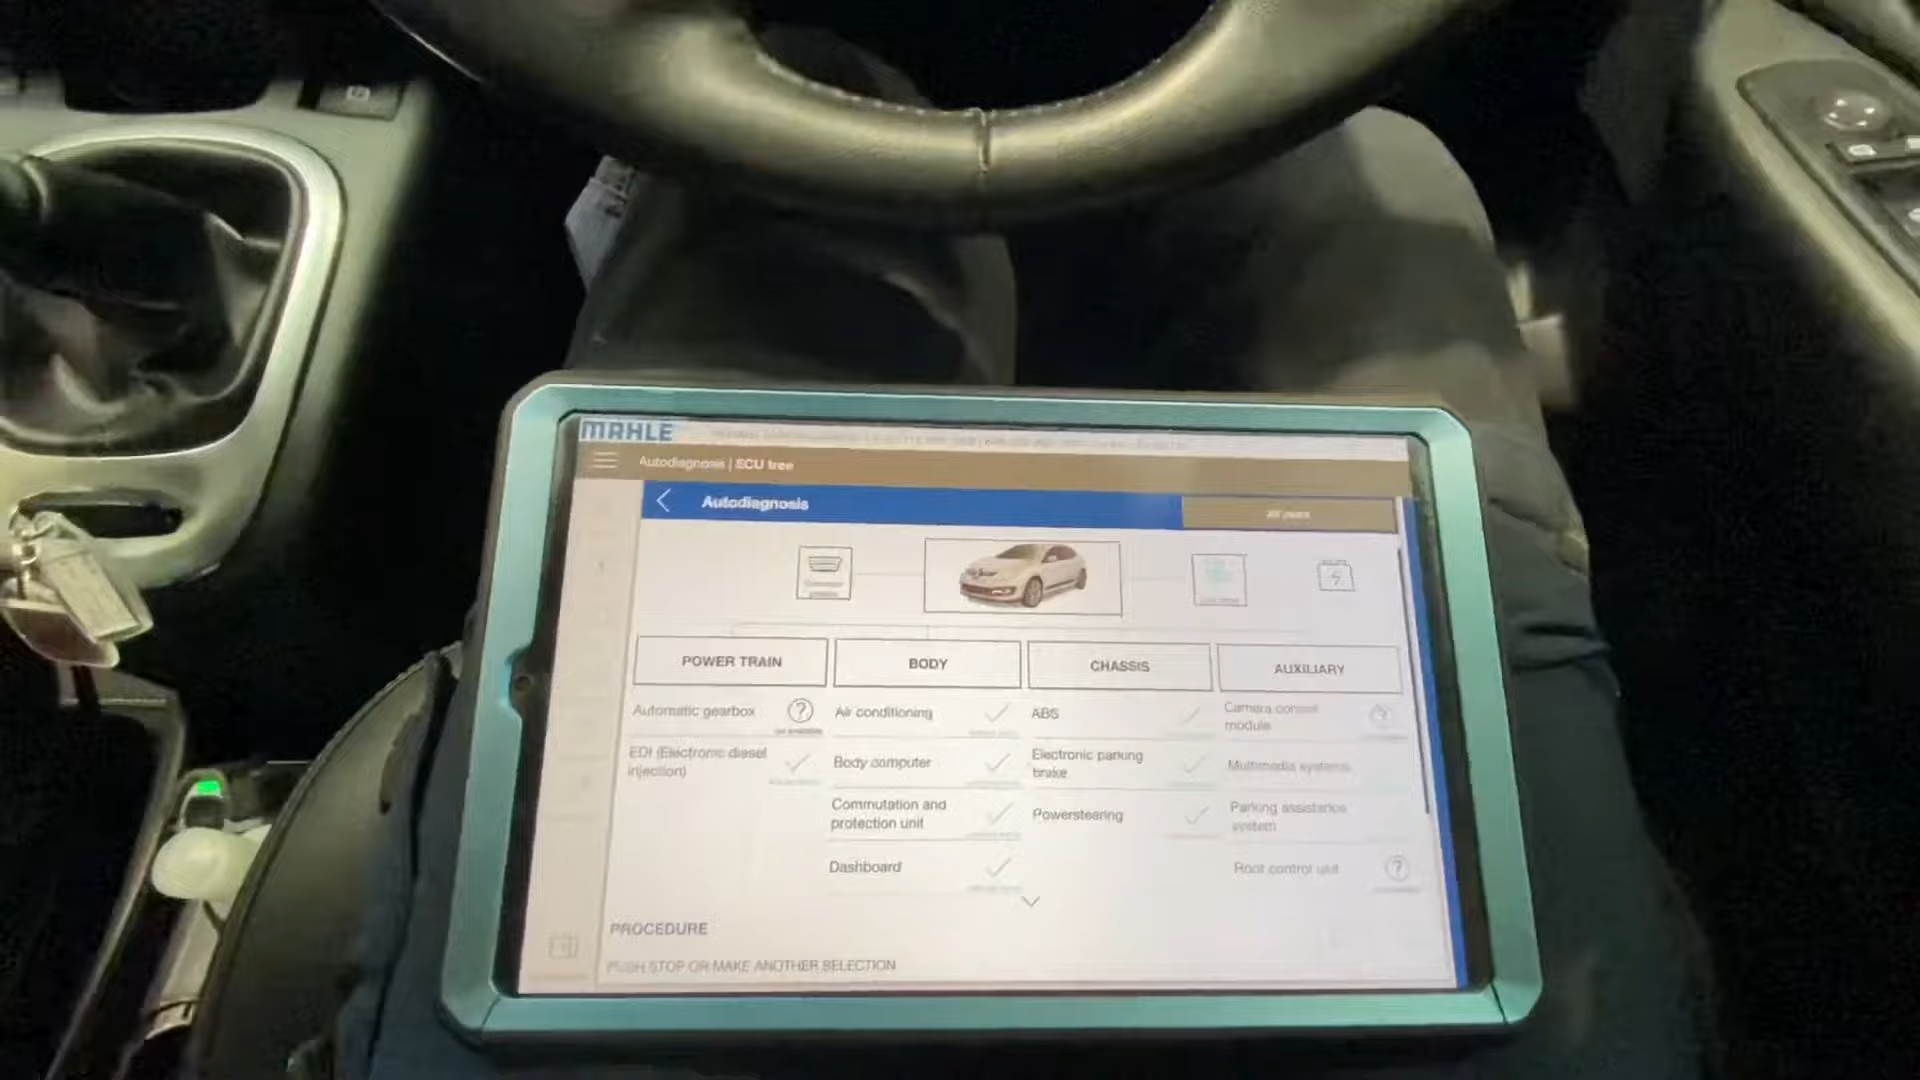 MAHLE
Autodiagnosis | ECU tree
Autodiagnosis
All years
POWER TRAIN
BODY
CHASSIS
AUXILIARY
Automatic gearbox
EDI (Electronic diesel
injection)
Air conditioning
Body computer
Commutation and
protection unit
Dashboard
ABS
Electronic parking
brake
Powersteering
Camera control
module
Multimedia systems
Parking assistance
system
Roof control unit
PROCEDURE
PUSH STOP OR MAKE ANOTHER SELECTION